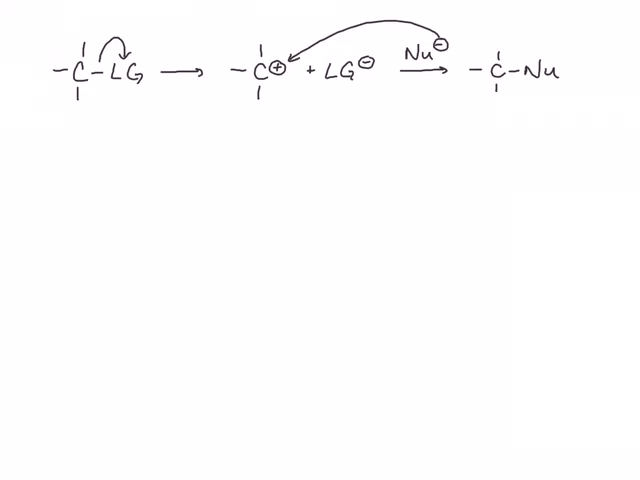 -C-LG → -C⊕ + LG⊖ Nu⊖ → -C-Nu